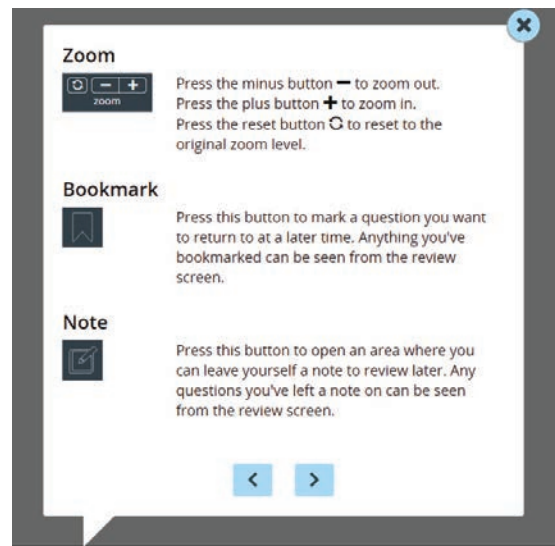 Zoom
zoom
Press the minus button − to zoom out.
Press the plus button + to zoom in.
Press the reset button to reset to the
original zoom level.
Bookmark
Press this button to mark a question you want
to return to at a later time. Anything you've
bookmarked can be seen from the review
screen.
Note
Press this button to open an area where you
can leave yourself a note to review later. Any
questions you've left a note on can be seen
from the review screen.